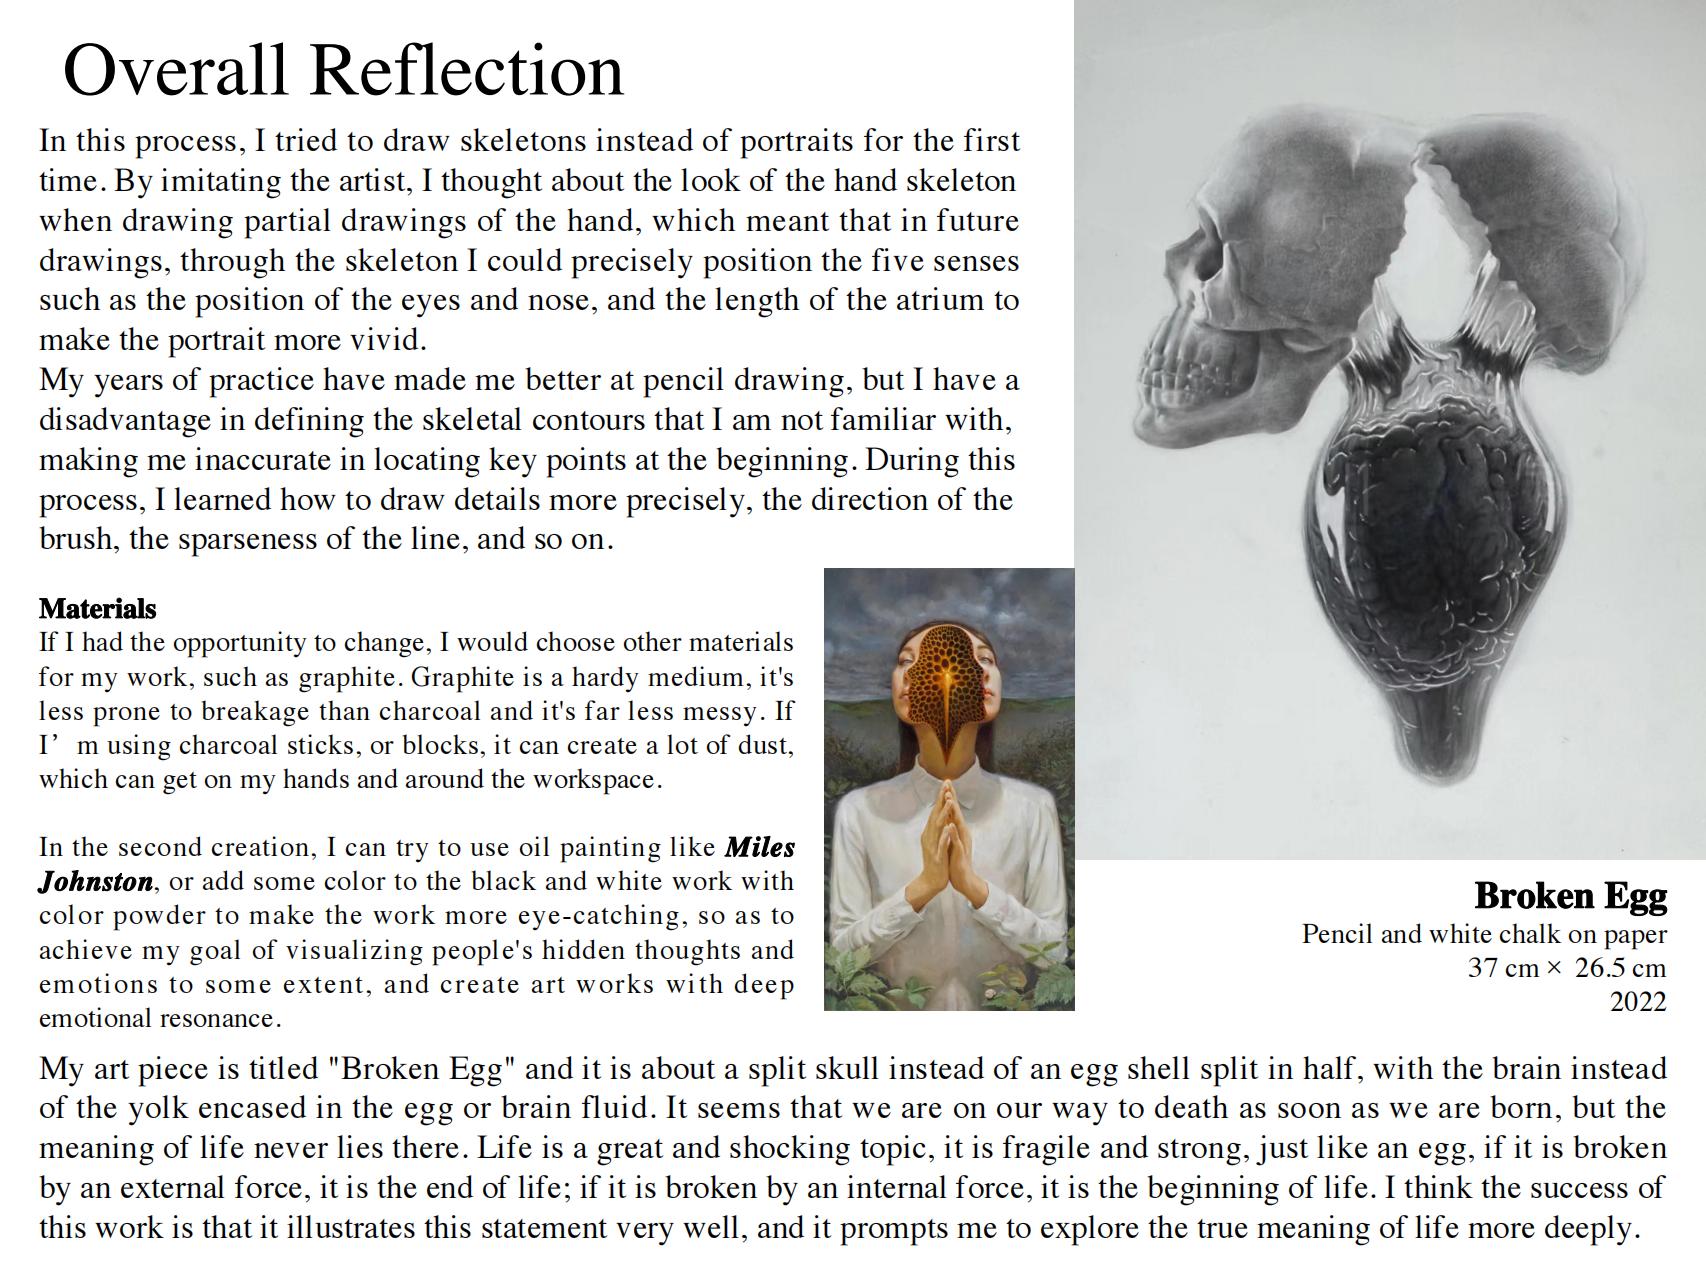 Overall Reflection
In this process, I tried to draw skeletons instead of portraits for the first
time. By imitating the artist, I thought about the look of the hand skeleton
when drawing partial drawings of the hand, which meant that in future
drawings, through the skeleton I could precisely position the five senses
such as the position of the eyes and nose, and the length of the atrium to
make the portrait more vivid.
My years of practice have made me better at pencil drawing, but I have a
disadvantage in defining the skeletal contours that I am not familiar with,
making me inaccurate in locating key points at the beginning. During this
process, I learned how to draw details more precisely, the direction of the
brush, the sparseness of the line, and so on.
Materials
If I had the opportunity to change, I would choose other materials
for my work, such as graphite. Graphite is a hardy medium, it's
less prone to breakage than charcoal and it's far less messy. If
I’m using charcoal sticks, or blocks, it can create a lot of dust,
which can get on my hands and around the workspace.
In the second creation, I can try to use oil painting like Miles
Johnston, or add some color to the black and white work with
color powder to make the work more eye-catching, so as to
achieve my goal of visualizing people's hidden thoughts and
emotions to some extent, and create art works with deep
emotional resonance.
Broken Egg
Pencil and white chalk on paper
37 cm × 26.5 cm
2022
My art piece is titled "Broken Egg" and it is about a split skull instead of an egg shell split in half, with the brain instead
of the yolk encased in the egg or brain fluid. It seems that we are on our way to death as soon as we are born, but the
meaning of life never lies there. Life is a great and shocking topic, it is fragile and strong, just like an egg, if it is broken
by an external force, it is the end of life; if it is broken by an internal force, it is the beginning of life. I think the success of
this work is that it illustrates this statement very well, and it prompts me to explore the true meaning of life more deeply.